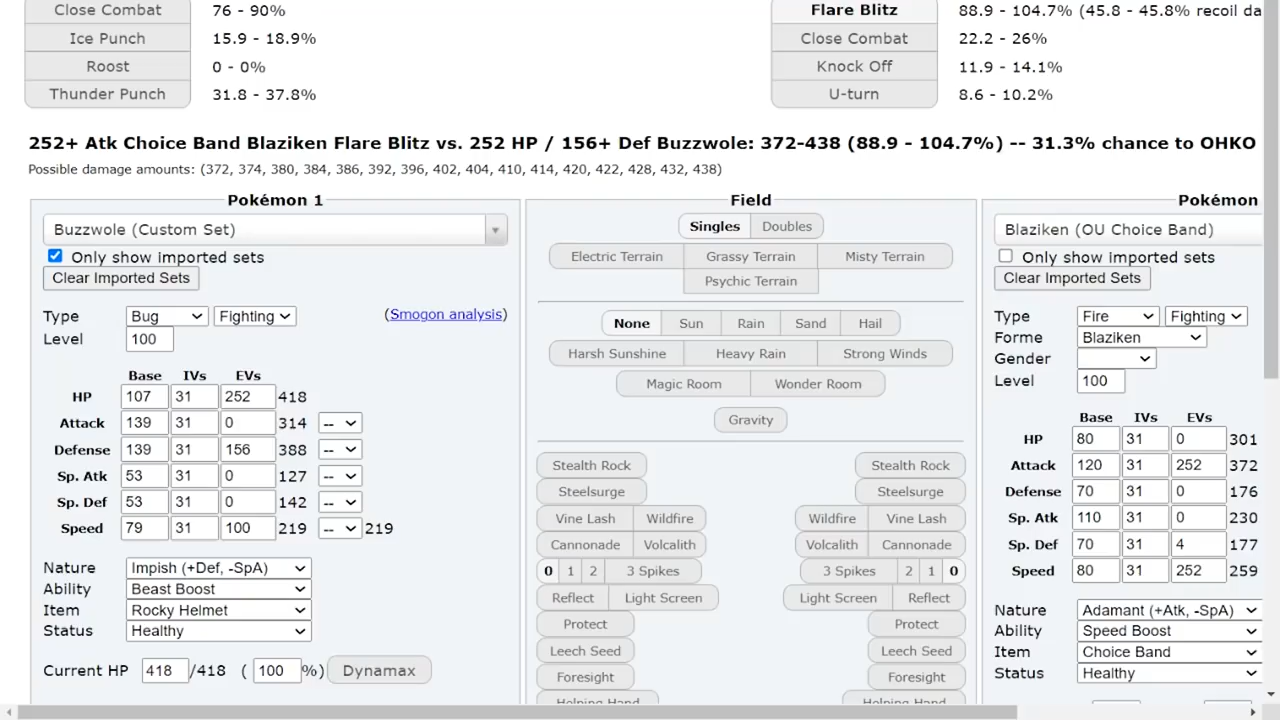 Close Combat 76 - 90% Flare Blitz 88.9 - 104.7% (45.8 - 45.8% recoil da
Ice Punch 15.9 - 18.9% Close Combat 22.2 - 26%
Roost 0 - 0% Knock Off 11.9 - 14.1%
Thunder Punch 31.8 - 37.8% U-turn 8.6 - 10.2%
252+ Atk Choice Band Blaziken Flare Blitz vs. 252 HP / 156+ Def Buzzwole: 372-438 (88.9 - 104.7%) -- 31.3% chance to OHKO
Possible damage amounts: (372, 374, 380, 384, 386, 392, 396, 402, 404, 410, 414, 420, 422, 428, 432, 438)
Pokémon 1
Buzzwole (Custom Set)
Only show imported sets
Clear Imported Sets
Type Bug Fighting (Smogon analysis)
Level 100
Base IVs EVs
HP 107 31 252 418
Attack 139 31 0 314 --
Defense 139 31 156 388 --
Sp. Atk 53 31 0 127 --
Sp. Def 53 31 0 142 --
Speed 79 31 100 219 -- 219
Nature Impish (+Def, -SpA)
Ability Beast Boost
Item Rocky Helmet
Status Healthy
Current HP 418 /418 ( 100 %) Dynamax
Field
Singles Doubles
Electric Terrain Grassy Terrain Misty Terrain
Psychic Terrain
None Sun Rain Sand Hail
Harsh Sunshine Heavy Rain Strong Winds
Magic Room Wonder Room
Gravity
Stealth Rock Stealth Rock
Steelsurge Steelsurge
Vine Lash Wildfire Wildfire Vine Lash
Cannonade Volcalith Volcalith Cannonade
0 1 2 3 Spikes 3 Spikes 2 1 0
Reflect Light Screen Light Screen Reflect
Protect Protect
Leech Seed Leech Seed
Foresight Foresight
Helping Hand Helping Hand
Pokémon
Blaziken (OU Choice Band)
Only show imported sets
Clear Imported Sets
Type Fire Fighting
Forme Blaziken
Gender
Level 100
Base IVs EVs
HP 80 31 0 301
Attack 120 31 252 372
Defense 70 31 0 176
Sp. Atk 110 31 0 230
Sp. Def 70 31 4 177
Speed 80 31 252 259
Nature Adamant (+Atk, -SpA)
Ability Speed Boost
Item Choice Band
Status Healthy